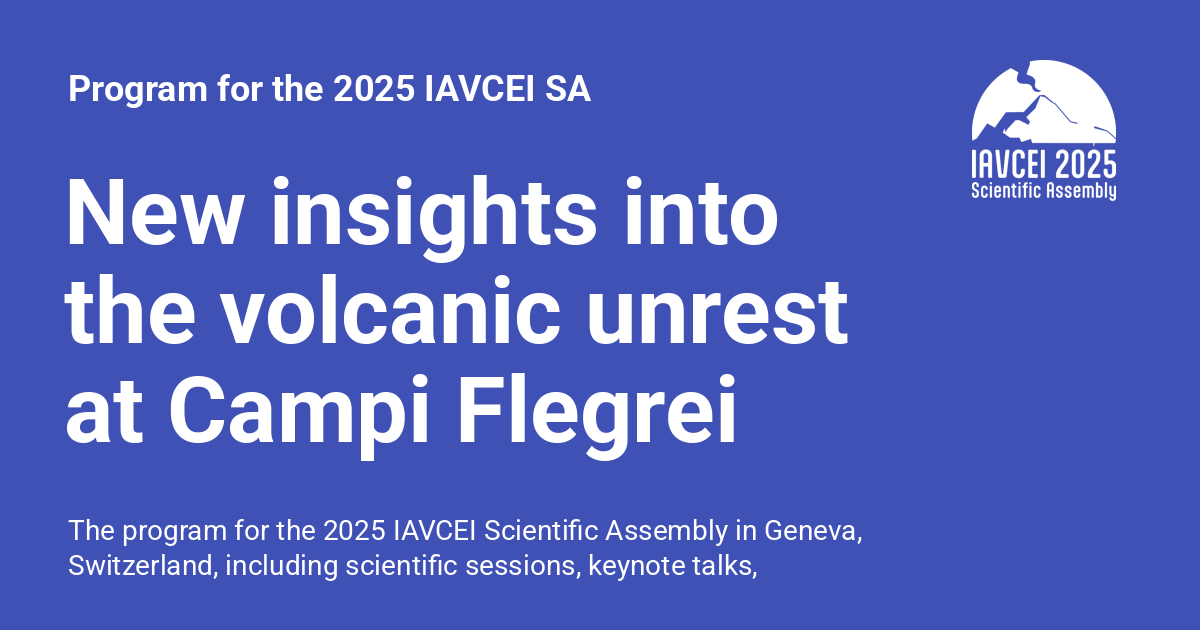 Program for the 2025 IAVCEI SA
IAVCEI 2025
Scientific Assembly
New insights into
the volcanic unrest
at Campi Flegrei
The program for the 2025 IAVCEI Scientific Assembly in Geneva,
Switzerland, including scientific sessions, keynote talks,